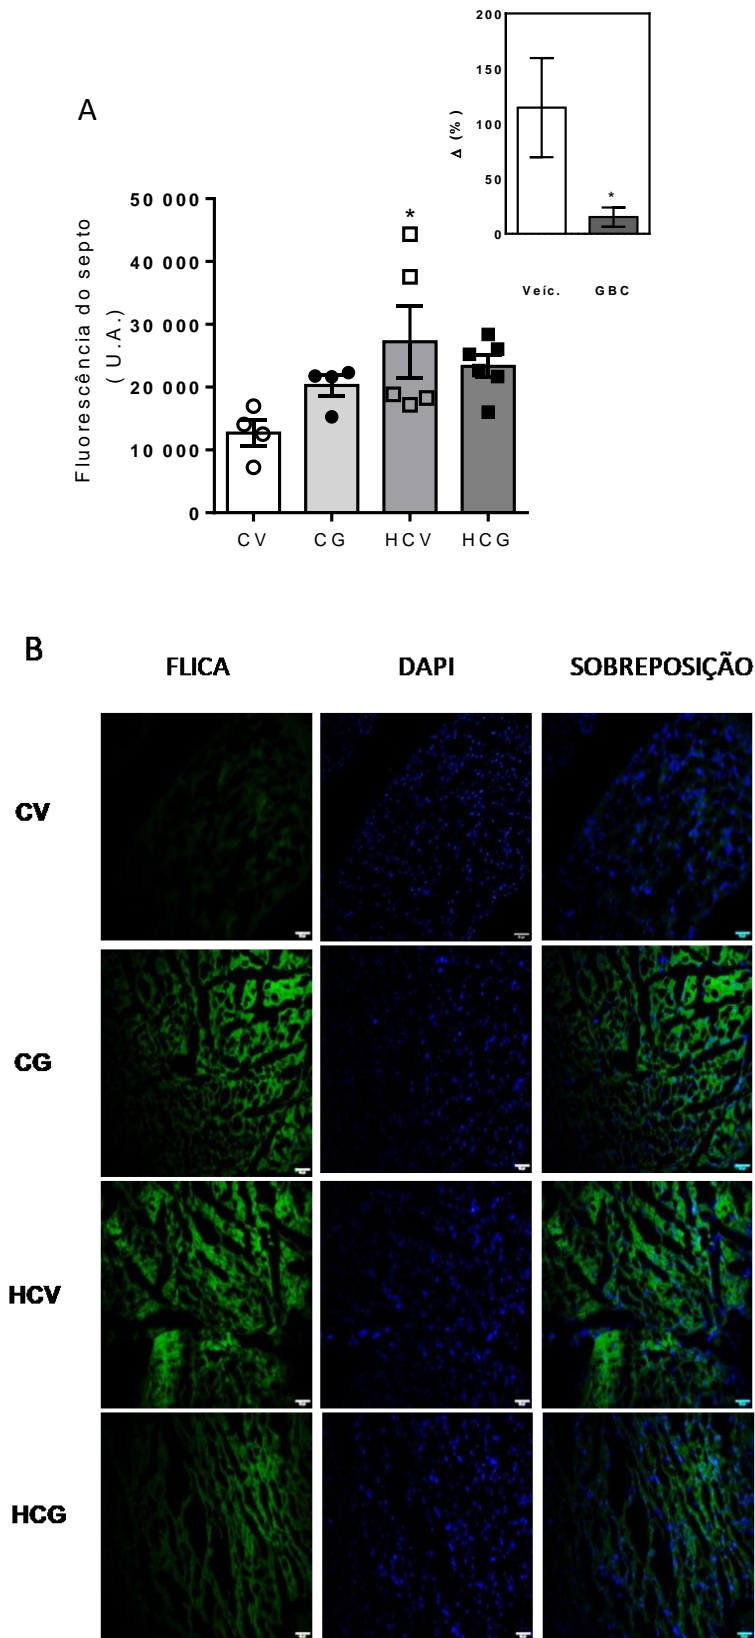 A
200
150
100
50
0
Δ (%)
*
Veíc. GBC
Fluorescência do septo
(U.A.)
50 000
40 000
30 000
20 000
10 000
0
*
CV CG HCV HCG
B
FLICA DAPI SOBREPOSIÇÃO
CV
CG
HCV
HCG